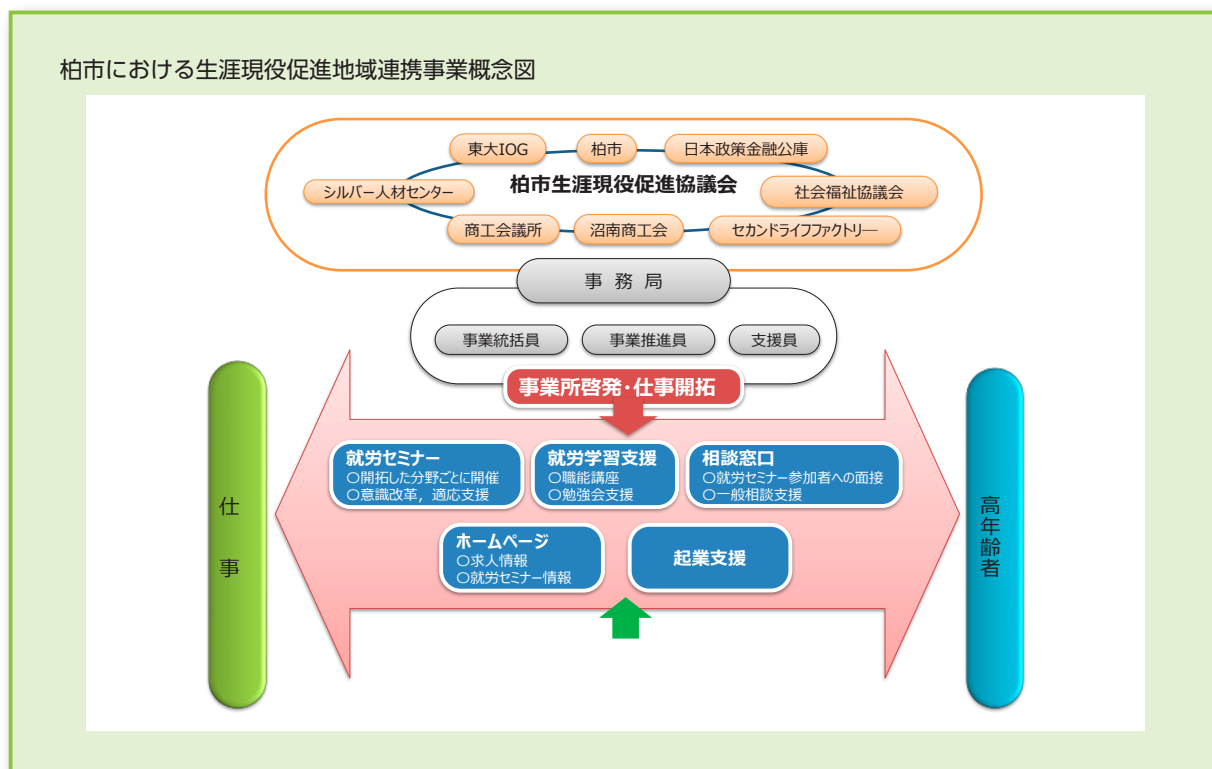 柏市における生涯現役促進地域連携事業概念図
東大IOG
柏市
日本政策金融公庫
シルバー人材センター
柏市生涯現役促進協議会
社会福祉協議会
商工会議所
沼南商工会
セカンドライフファクトリー
事務局
事業統括員
事業推進員
支援員
事業所啓発・仕事開拓
仕事
就労セミナー
○開拓した分野ごとに開催
○意識改革，適応支援
就労学習支援
○職能講座
○勉強会支援
相談窓口
○就労セミナー参加者への面接
○一般相談支援
ホームページ
○求人情報
○就労セミナー情報
起業支援
高年齢者